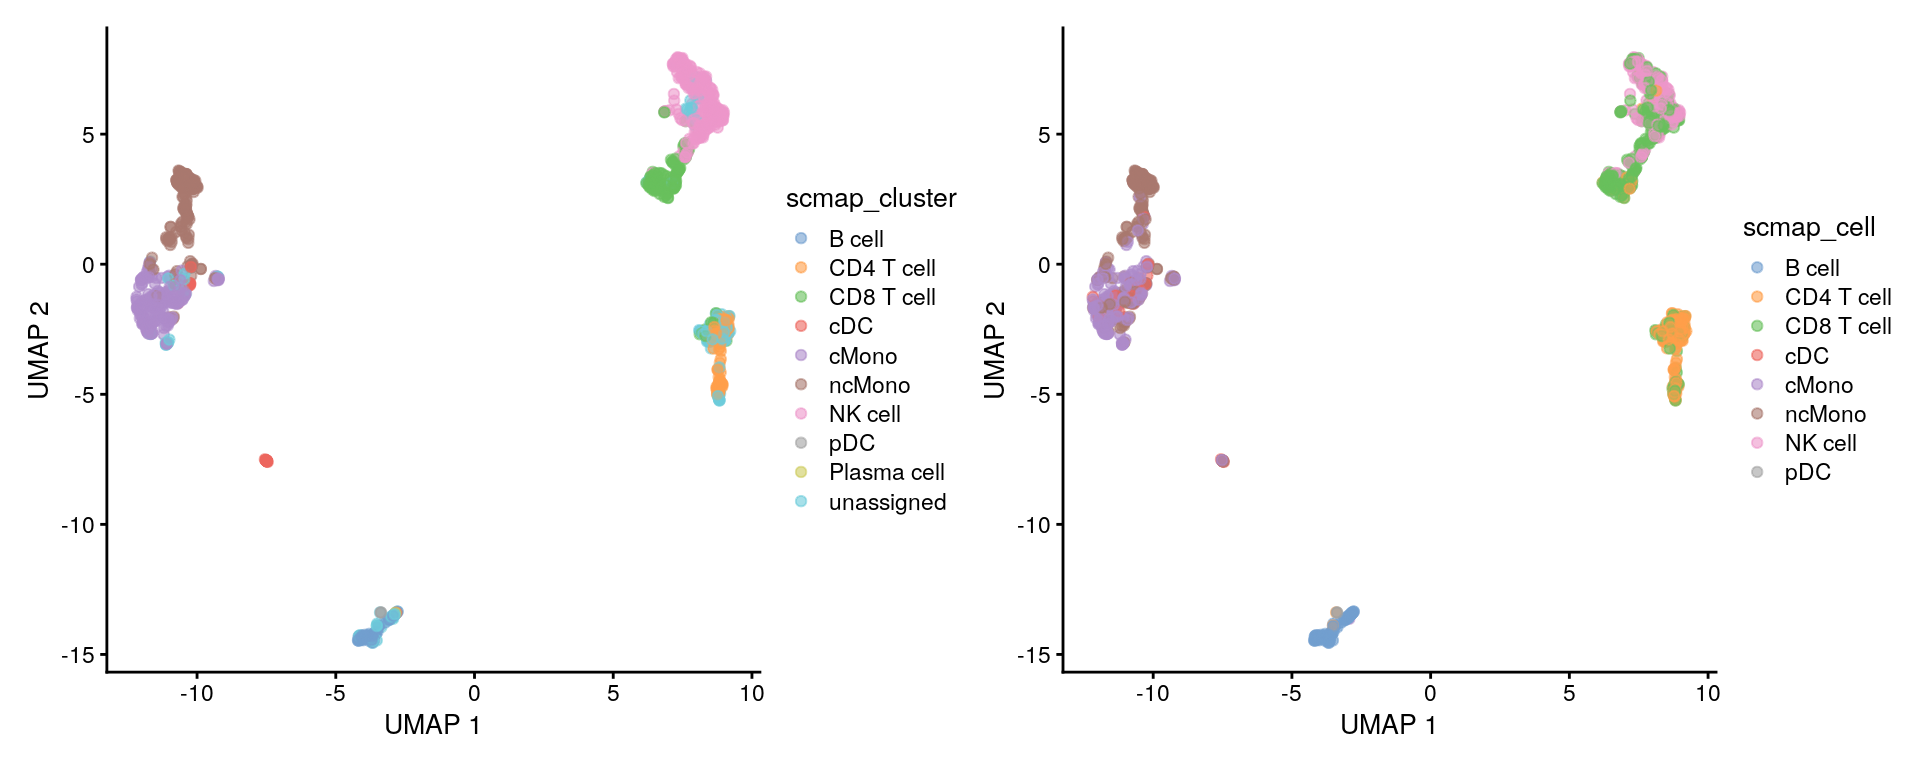 scmap_cluster
B cell
CD4 T cell
CD8 T cell
cDC
cMono
ncMono
NK cell
pDC
Plasma cell
unassigned
5
0
-5
-10
-15
UMAP 2
-10
-5
0
5
10
UMAP 1
scmap_cell
B cell
CD4 T cell
CD8 T cell
cDC
cMono
ncMono
NK cell
pDC
5
0
-5
-10
-15
UMAP 2
-10
-5
0
5
10
UMAP 1